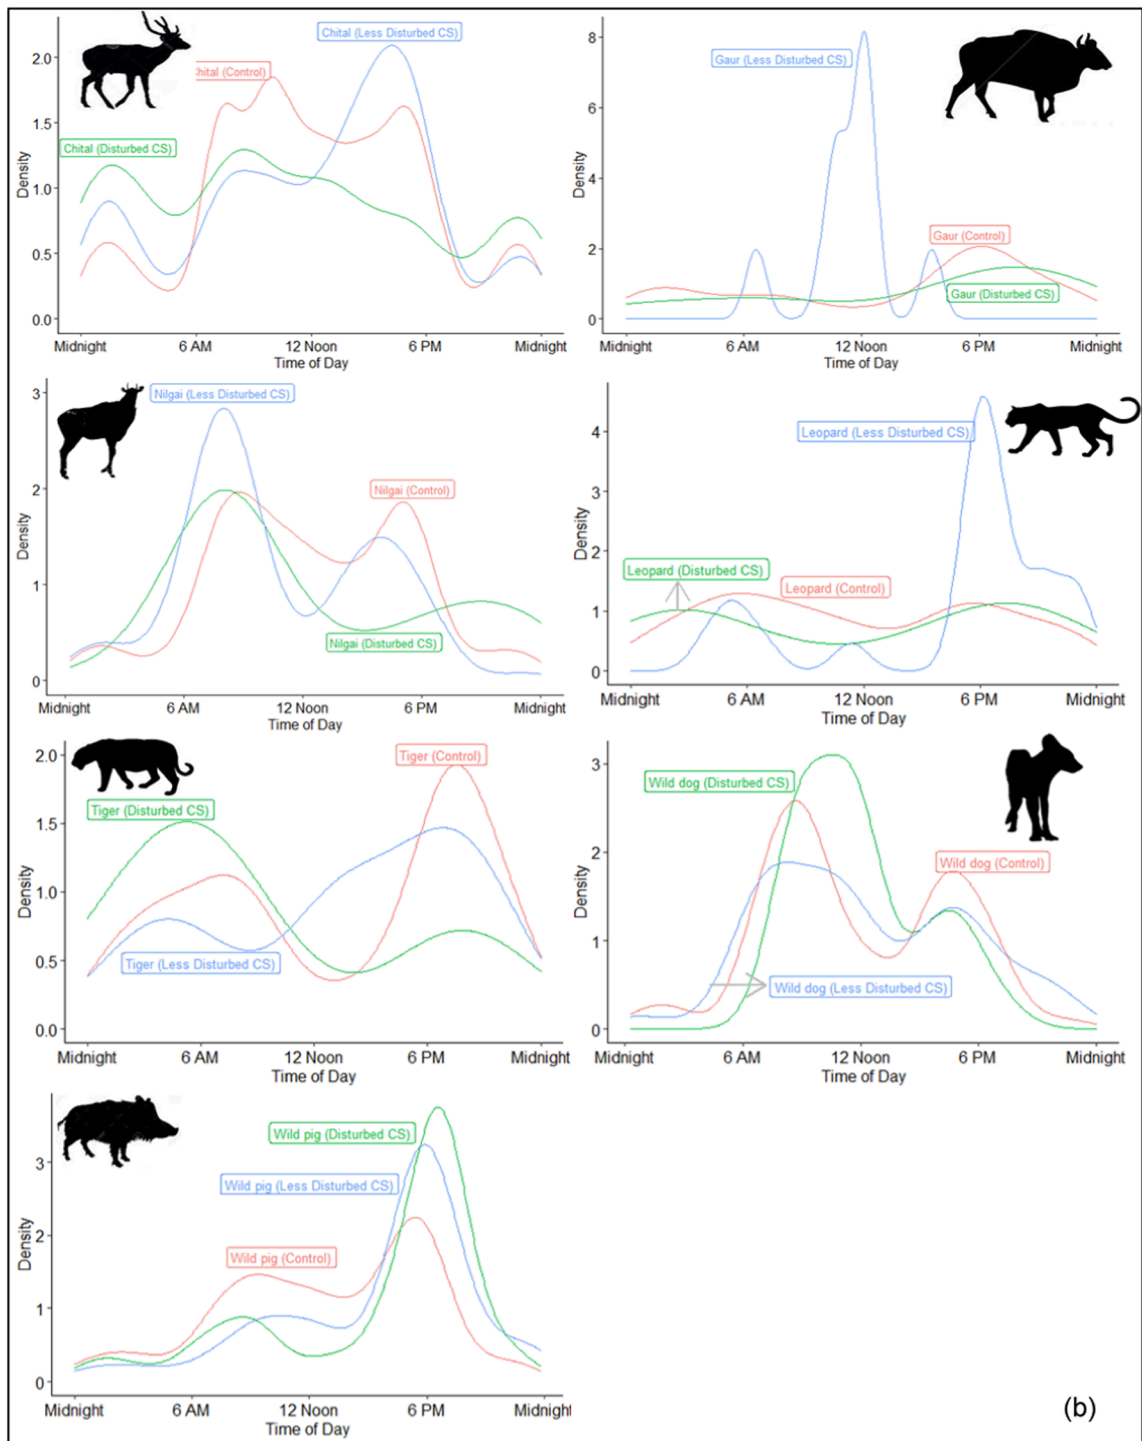 Chital (Less Disturbed CS)
Chital (Control)
Chital (Disturbed CS)
Density
2.0
1.5
1.0
0.5
0.0
Midnight 6 AM 12 Noon 6 PM Midnight
Time of Day
Gaur (Less Disturbed CS)
Gaur (Control)
Gaur (Disturbed CS)
Density
8
6
4
2
0
Midnight 6 AM 12 Noon 6 PM Midnight
Time of Day
Nilgai (Less Disturbed CS)
Nilgai (Control)
Nilgai (Disturbed CS)
Density
3
2
1
0
Midnight 6 AM 12 Noon 6 PM Midnight
Time of Day
Leopard (Less Disturbed CS)
Leopard (Disturbed CS)
Leopard (Control)
Density
4
3
2
1
0
Midnight 6 AM 12 Noon 6 PM Midnight
Time of Day
Tiger (Control)
Tiger (Disturbed CS)
Tiger (Less Disturbed CS)
Density
2.0
1.5
1.0
0.5
0.0
Midnight 6 AM 12 Noon 6 PM Midnight
Time of Day
Wild dog (Disturbed CS)
Wild dog (Control)
Wild dog (Less Disturbed CS)
Density
3
2
1
0
Midnight 6 AM 12 Noon 6 PM Midnight
Time of Day
Wild pig (Disturbed CS)
Wild pig (Less Disturbed CS)
Wild pig (Control)
Density
3
2
1
0
Midnight 6 AM 12 Noon 6 PM Midnight
Time of Day
(b)